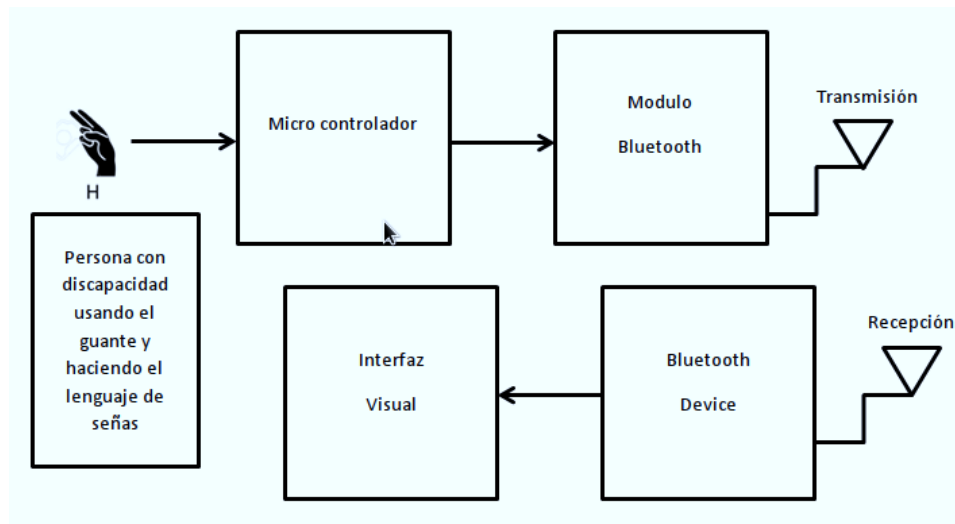 Micro controlador
Modulo
Bluetooth
Transmisión
H
Persona con
discapacidad
usando el
guante y
haciendo el
lenguaje de
señas
Interfaz
Visual
Bluetooth
Device
Recepción